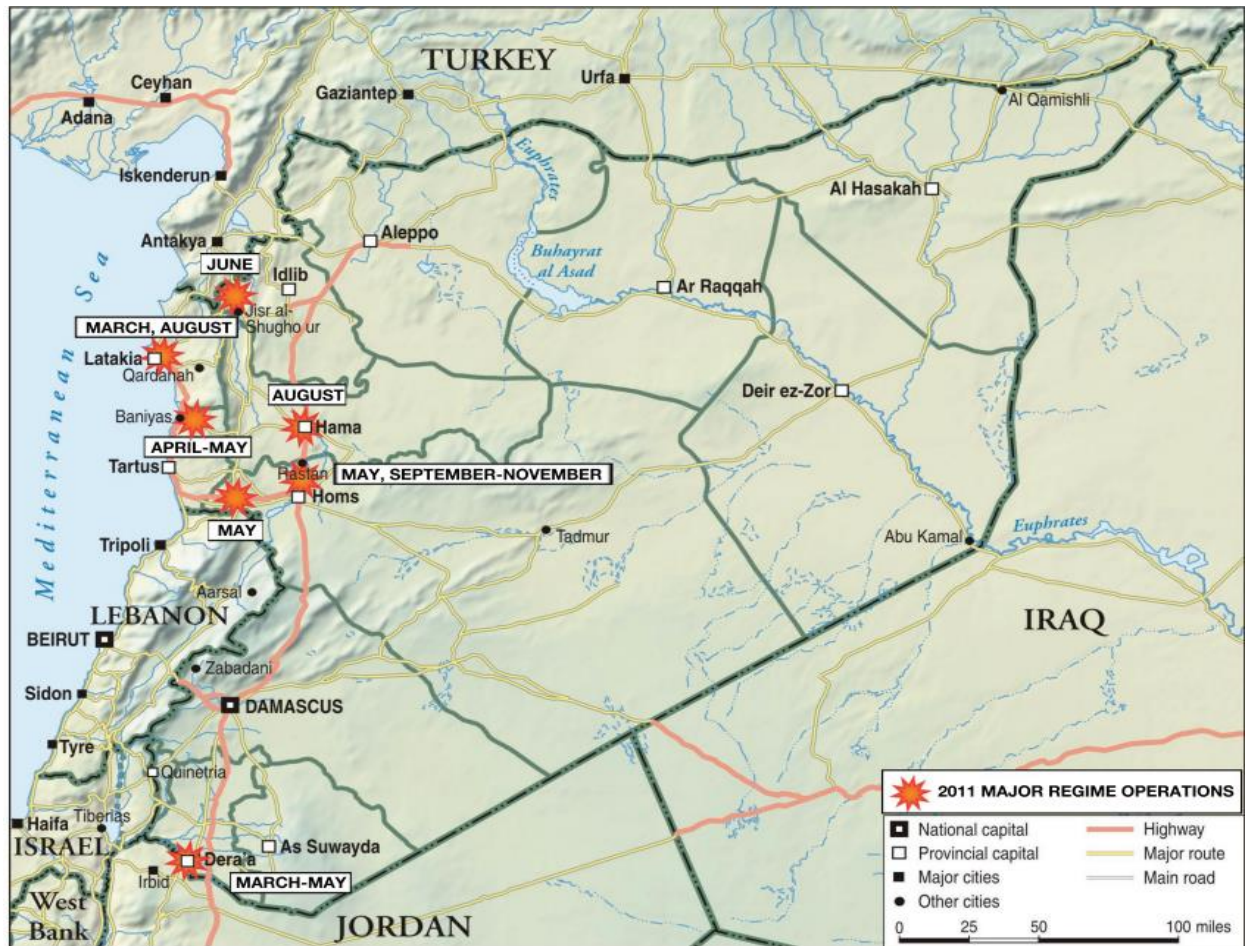 TURKEY
Ceyhan
Adana
Gaziantep
Urfa
Al Qamishli
Iskenderun
Euphrates
Al Hasakah
Antakya
Aleppo
Buhayrat
al Asad
JUNE
Idlib
Ar Raqqah
Jisr al-
Shugho ur
MARCH, AUGUST
Latakia
Qardanah
Mediterranean Sea
AUGUST
Deir ez-Zor
Baniyas
Hama
APRIL-MAY
Tartus
Rastan
MAY, SEPTEMBER-NOVEMBER
Homs
MAY
Tadmur
Tripoli
Abu Kamal
Euphrates
Aarsal
LEBANON
IRAQ
BEIRUT
Zabadani
Sidon
DAMASCUS
Tyre
Quinetria
Tiberias
Haifa
ISRAEL
Dera'a
As Suwayda
Irbid
MARCH-MAY
West
Bank
JORDAN
2011 MAJOR REGIME OPERATIONS
National capital
Provincial capital
Major cities
Other cities
Highway
Major route
Main road
0 25 50 100 miles